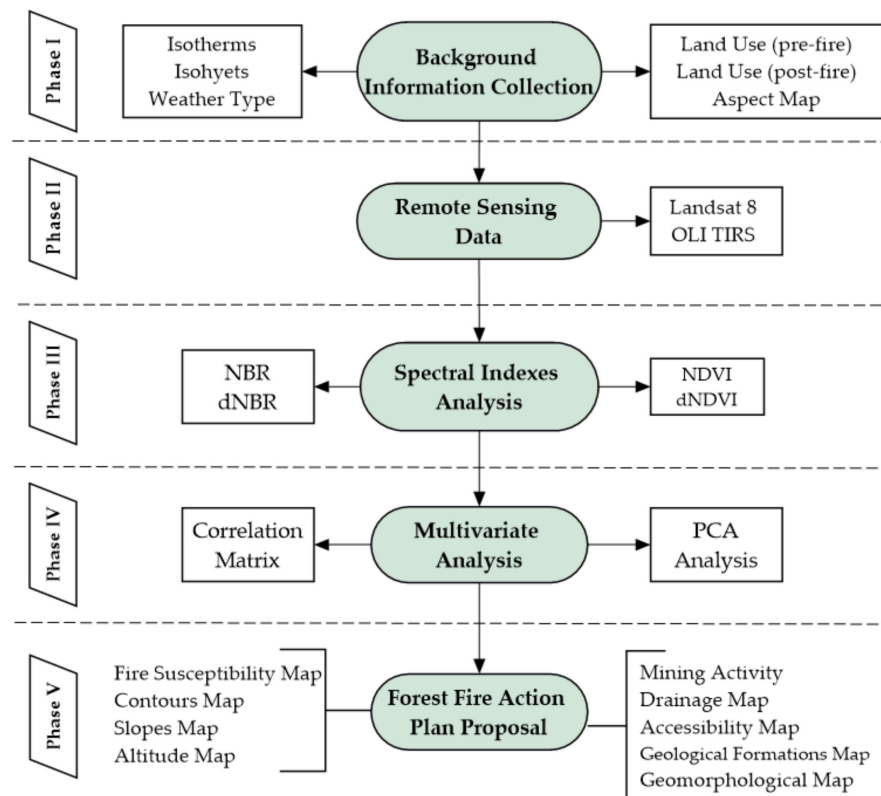 Phase I
Isotherms
Isohyets
Weather Type
Background
Information Collection
Land Use (pre-fire)
Land Use (post-fire)
Aspect Map
Phase II
Remote Sensing
Data
Landsat 8
OLI TIRS
Phase III
NBR
dNBR
Spectral Indexes
Analysis
NDVI
dNDVI
Phase IV
Correlation
Matrix
Multivariate
Analysis
PCA
Analysis
Phase V
Fire Susceptibility Map
Contours Map
Slopes Map
Altitude Map
Forest Fire Action
Plan Proposal
Mining Activity
Drainage Map
Accessibility Map
Geological Formations Map
Geomorphological Map